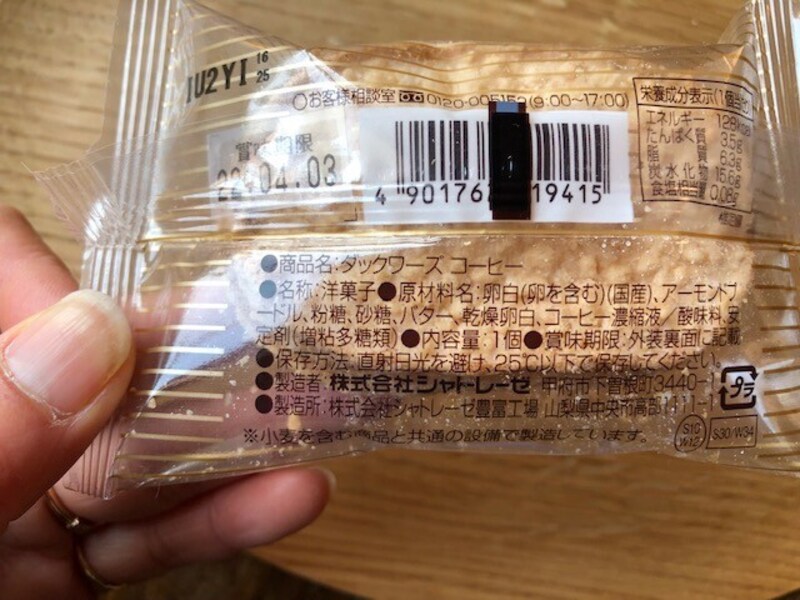 IU2YI 16 25
○お客様相談室 0120-005152(9:00~17:00)
賞味期限
22.04.03
4 90176 19415
栄養成分表示(1個当り)
エネルギー 128kcal
たんぱく質 3.5g
脂質 6.3g
炭水化物 15.6g
食塩相当量 0.08g
●商品名:ダックワーズ コーヒー
●名称:洋菓子●原材料名:卵白(卵を含む)(国産)、アーモンドプ
ードル、粉糖、砂糖、バター、乾燥卵白、コーヒー濃縮液/酸味料、安
定剤(増粘多糖類)●内容量:1個●賞味期限:外装裏面に記載
●保存方法:直射日光を避け、25℃以下で保存してください。
●製造者:株式会社シャトレーゼ 甲府市下曽根町3440-1
●製造所:株式会社シャトレーゼ豊富工場 山梨県中央市高部1111-1
プラ
※小麦を含む商品と共通の設備で製造しています。
S16 W12
S30/W34